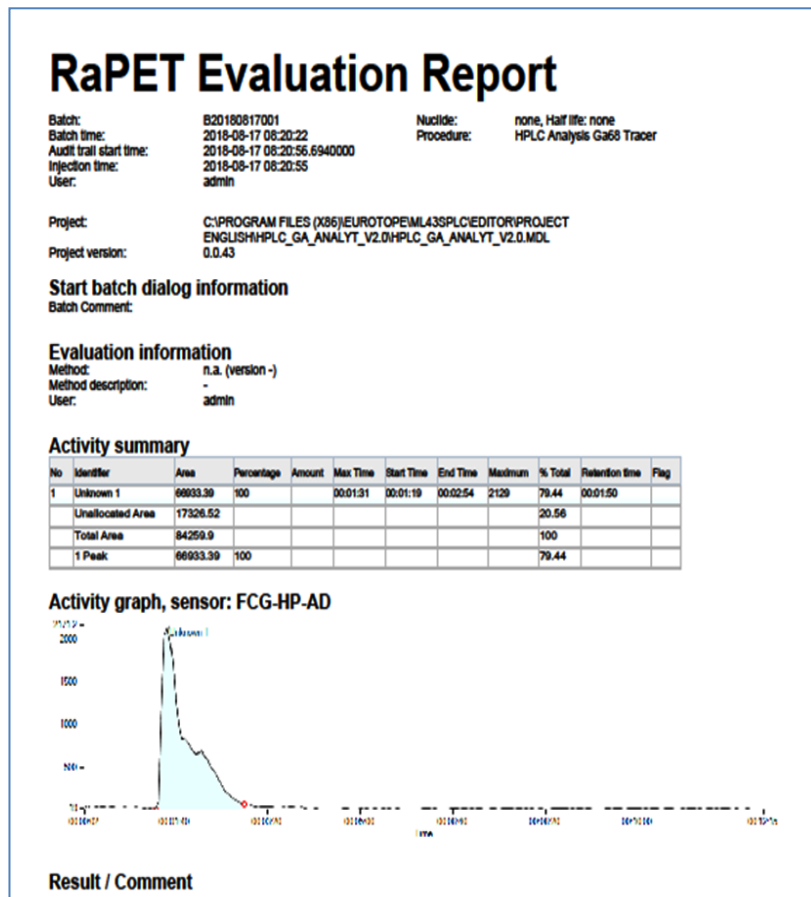 RaPET Evaluation Report
Batch: B20180817001 Nuclide: none, Half life: none
Batch time: 2018-08-17 08:20:22 Procedure: HPLC Analysis Ga68 Tracer
Audit trail start time: 2018-08-17 08:20:56.6940000
Injection time: 2018-08-17 08:20:55
User: admin
Project: C:\PROGRAM FILES (X86)\EUROTOPE\ML43SPLC\EDITOR\PROJECT
ENGLISH\HPLC_GA_ANALYT_V2.0\HPLC_GA_ANALYT_V2.0.MDL
Project version: 0.0.43
Start batch dialog information
Batch Comment:
Evaluation information
Method: n.a. (version -)
Method description: -
User: admin
Activity summary
No Identifier Area Percentage Amount Max Time Start Time End Time Maximum % Total Retention time Flag
1 Unknown 1 66933.39 100 00:01:31 00:01:19 00:02:54 2129 79.44 00:01:50
Unallocated Area 17326.52 20.56
Total Area 84259.9 100
1 Peak 66933.39 100 79.44
Activity graph, sensor: FCG-HP-AD
2000
Unknown 1
1500
1000
500
Time
Result / Comment